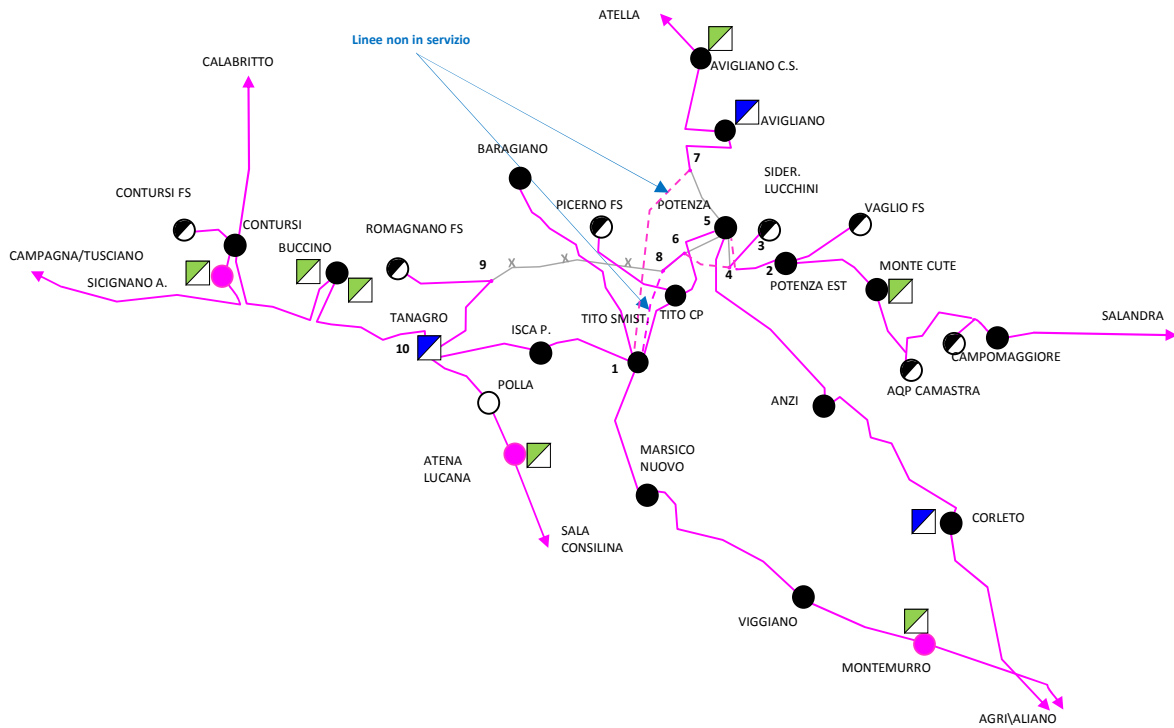 ATELLA
Linee non in servizio
AVIGLIANO C.S.
CALABRITTO
AVIGLIANO
BARAGIANO
7
SIDER.
LUCCHINI
CONTURSI FS
PICERNO FS
POTENZA
VAGLIO FS
CONTURSI
ROMAGNANO FS
5
3
BUCCINO
6
CAMPAGNA/TUSCIANO
X
X
X
9
8
4
2
MONTE CUTE
SICIGNANO A.
POTENZA EST
TITO SMIST.
TITO CP
TANAGRO
SALANDRA
10
ISCA P.
1
CAMPOMAGGIORE
POLLA
AQP CAMASTRA
ANZI
ATENA
LUCANA
MARSICO
NUOVO
CORLETO
SALA
CONSILINA
VIGGIANO
MONTEMURRO
AGRI\ALIANO